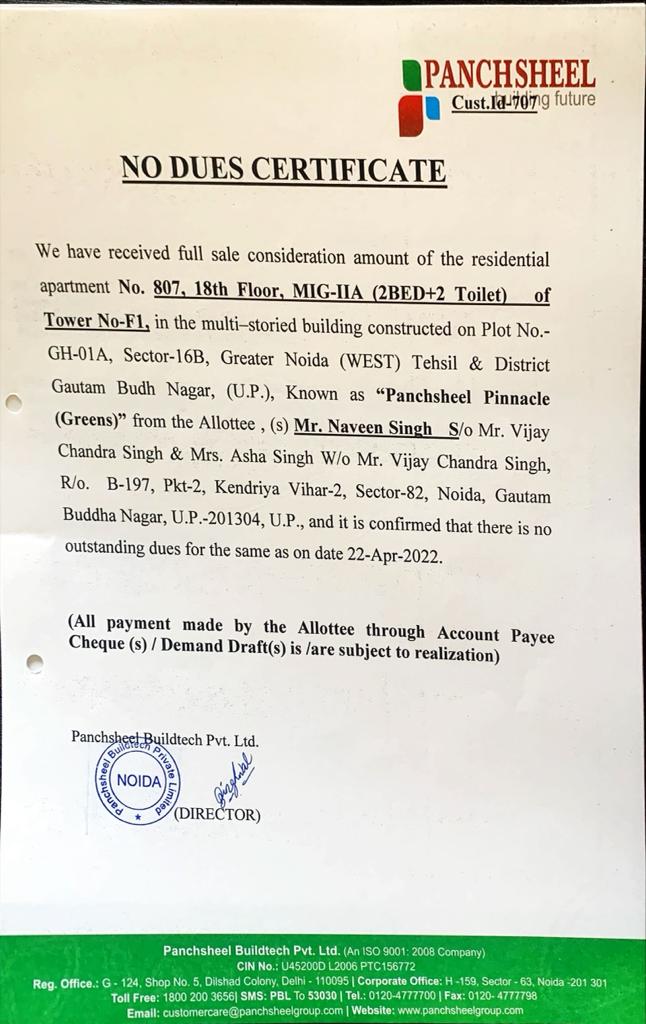 PANCHSHEEL
building future
Cust.Id-707
NO DUES CERTIFICATE
We have received full sale consideration amount of the residential
apartment No. 807, 18th Floor, MIG-IIA (2BED+2 Toilet) of
Tower No-F1, in the multi–storied building constructed on Plot No.-
GH-01A, Sector-16B, Greater Noida (WEST) Tehsil & District
Gautam Budh Nagar, (U.P.), Known as “Panchsheel Pinnacle
(Greens)” from the Allottee , (s) Mr. Naveen Singh S/o Mr. Vijay
Chandra Singh & Mrs. Asha Singh W/o Mr. Vijay Chandra Singh,
R/o. B-197, Pkt-2, Kendriya Vihar-2, Sector-82, Noida, Gautam
Buddha Nagar, U.P.-201304, U.P., and it is confirmed that there is no
outstanding dues for the same as on date 22-Apr-2022.
(All payment made by the Allottee through Account Payee
Cheque (s) / Demand Draft(s) is /are subject to realization)
Panchsheel Buildtech Pvt. Ltd.
Panchsheel Buildtech Private Limited
NOIDA
(DIRECTOR)
Panchsheel Buildtech Pvt. Ltd. (An ISO 9001: 2008 Company)
CIN No.: U45200D L2006 PTC156772
Reg. Office.: G - 124, Shop No. 5, Dilshad Colony, Delhi - 110095 | Corporate Office: H -159, Sector - 63, Noida -201 301
Toll Free: 1800 200 3656| SMS: PBL To 53030 | Tel.: 0120-4777700 | Fax: 0120- 4777798
Email: customercare@panchsheelgroup.com | Website: www.panchsheelgroup.com